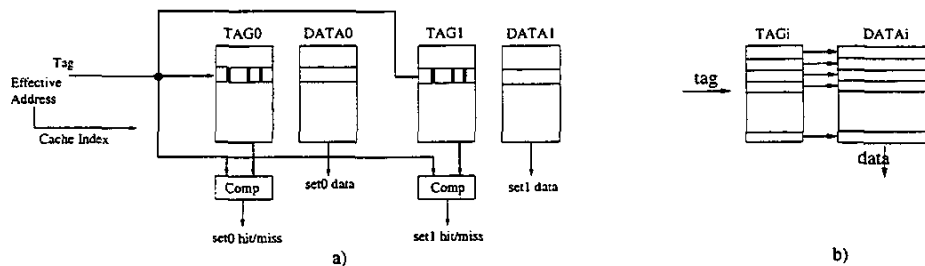 TAG0 DATA0 TAG1 DATA1
Tag
Effective
Address
Cache Index
Comp
set0 data
Comp
set1 data
set0 hit/miss
set1 hit/miss
a)
TAGi DATAi
tag
data
b)